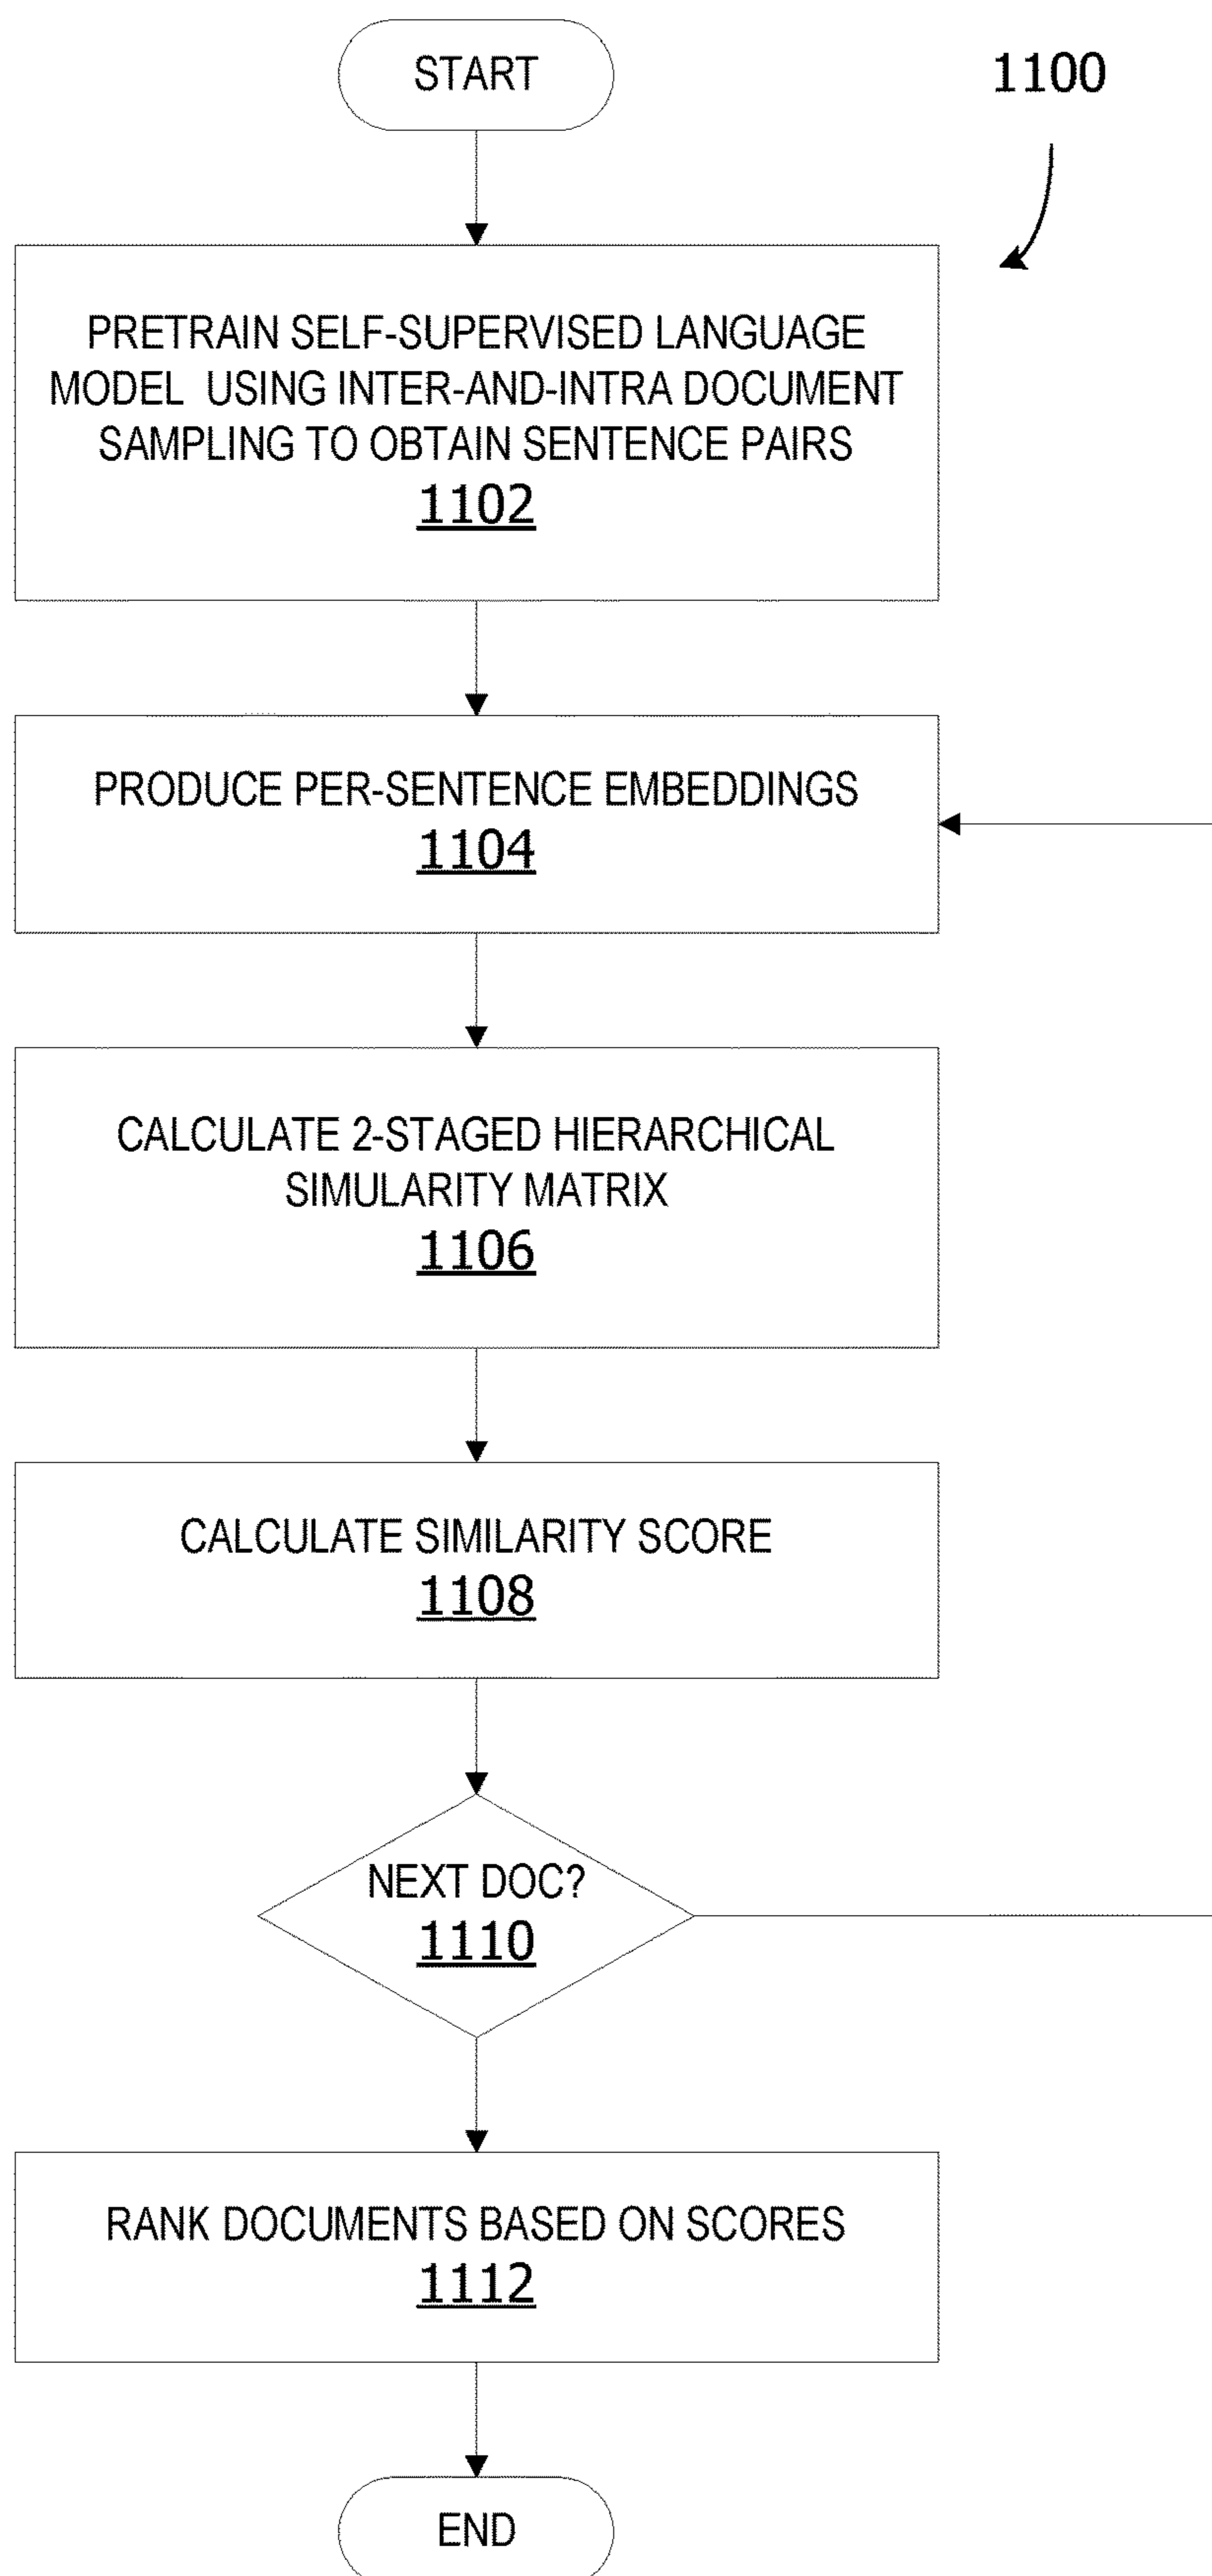 START
1100
PRETRAIN SELF-SUPERVISED LANGUAGE
MODEL USING INTER-AND-INTRA DOCUMENT
SAMPLING TO OBTAIN SENTENCE PAIRS
1102
PRODUCE PER-SENTENCE EMBEDDINGS
1104
CALCULATE 2-STAGED HIERARCHICAL
SIMULARITY MATRIX
1106
CALCULATE SIMILARITY SCORE
1108
NEXT DOC?
1110
RANK DOCUMENTS BASED ON SCORES
1112
END